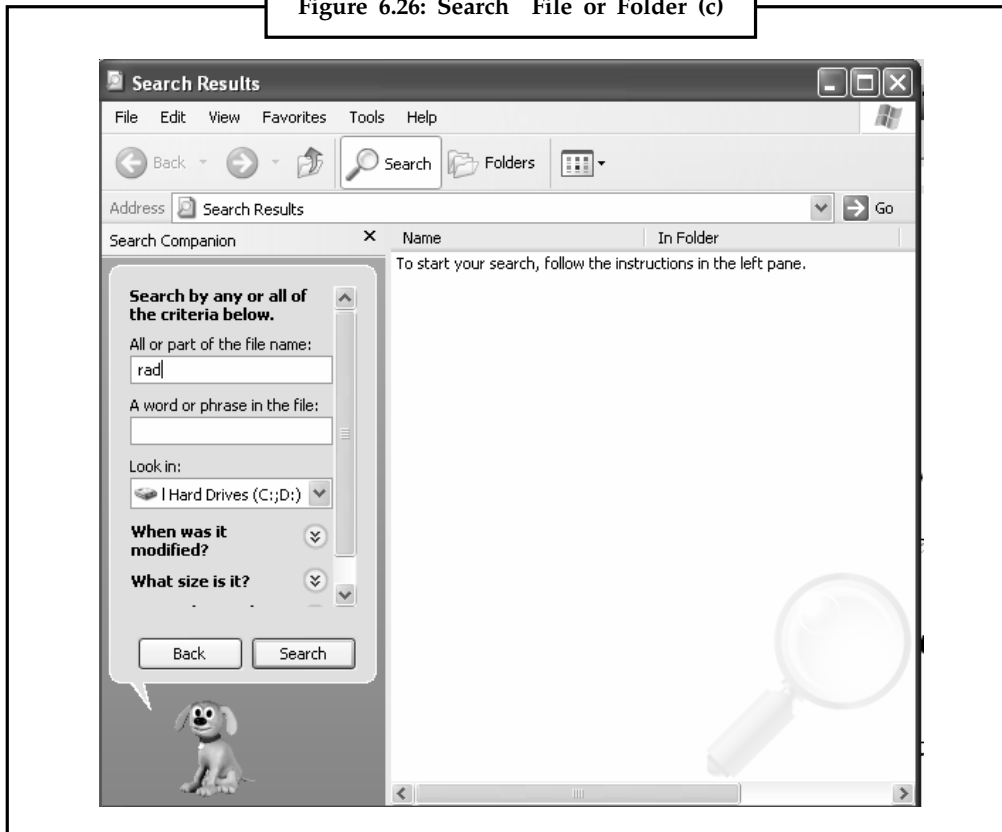 Figure 6.26: Search File or Folder (c)
Search Results
File Edit View Favorites Tools Help
Back Search Folders
Address Search Results Go
Search Companion Name In Folder
To start your search, follow the instructions in the left pane.
Search by any or all of
the criteria below.
All or part of the file name:
rad
A word or phrase in the file:
Look in:
l Hard Drives (C:;D:)
When was it
modified?
What size is it?
Back Search